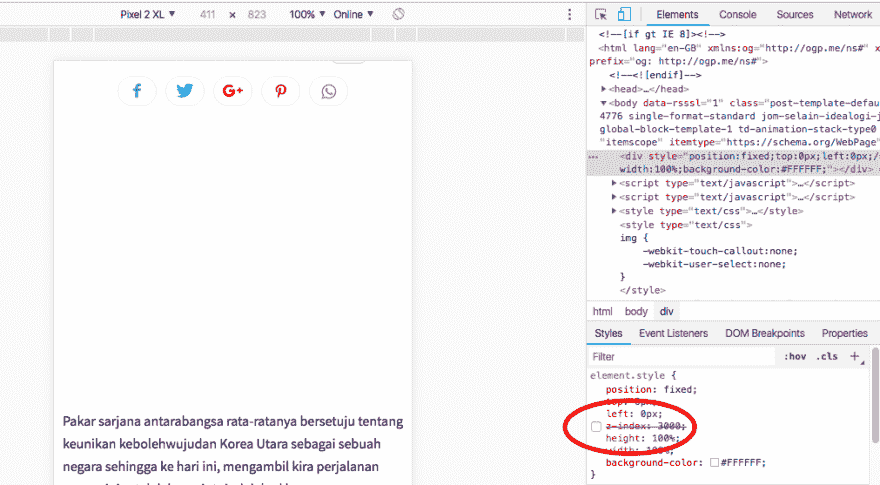 Pixel 2 XL ▼ 411 × 823 100% ▼ Online ▼
Elements Console Sources Network
<!--[if gt IE 8]><!-->
<html lang="en-GB" xmlns:og="http://ogp.me/ns#"
prefix="og: http://ogp.me/ns#">
<!--<![endif]-->
▶<head>…</head>
▼<body data-rsssl="1" class="post-template-defau
4776 single-format-standard jom-selain-idealogi-j
global-block-template-1 td-animation-stack-type0
"itemscope" itemtype="https://schema.org/WebPage"
<div style="position:fixed;top:0px;left:0px;/
width:100%;background-color:#FFFFFF;"></div>
▶<script type="text/javascript">…</script>
▶<script type="text/javascript">…</script>
▶<style type="text/css">…</style>
<style type="text/css">
img {
-webkit-touch-callout:none;
-webkit-user-select:none;
}
</style>
html body div
Styles Event Listeners DOM Breakpoints Properties
Filter :hov .cls +
element.style {
position: fixed;
top: 0px;
left: 0px;
z-index: 3000;
height: 100%;
width: 100%;
background-color: #FFFFFF;
}
f G+
Pakar sarjana antarabangsa rata-ratanya bersetuju tentang
keunikan kebolehwujudan Korea Utara sebagai sebuah
negara sehingga ke hari ini, mengambil kira perjalanan